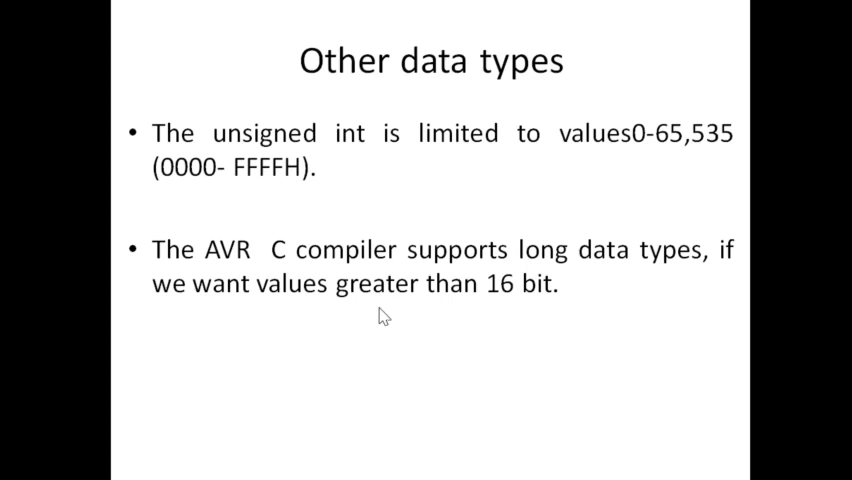 Other data types
• The unsigned int is limited to values0-65,535
(0000- FFFFH).
• The AVR C compiler supports long data types, if
we want values greater than 16 bit.